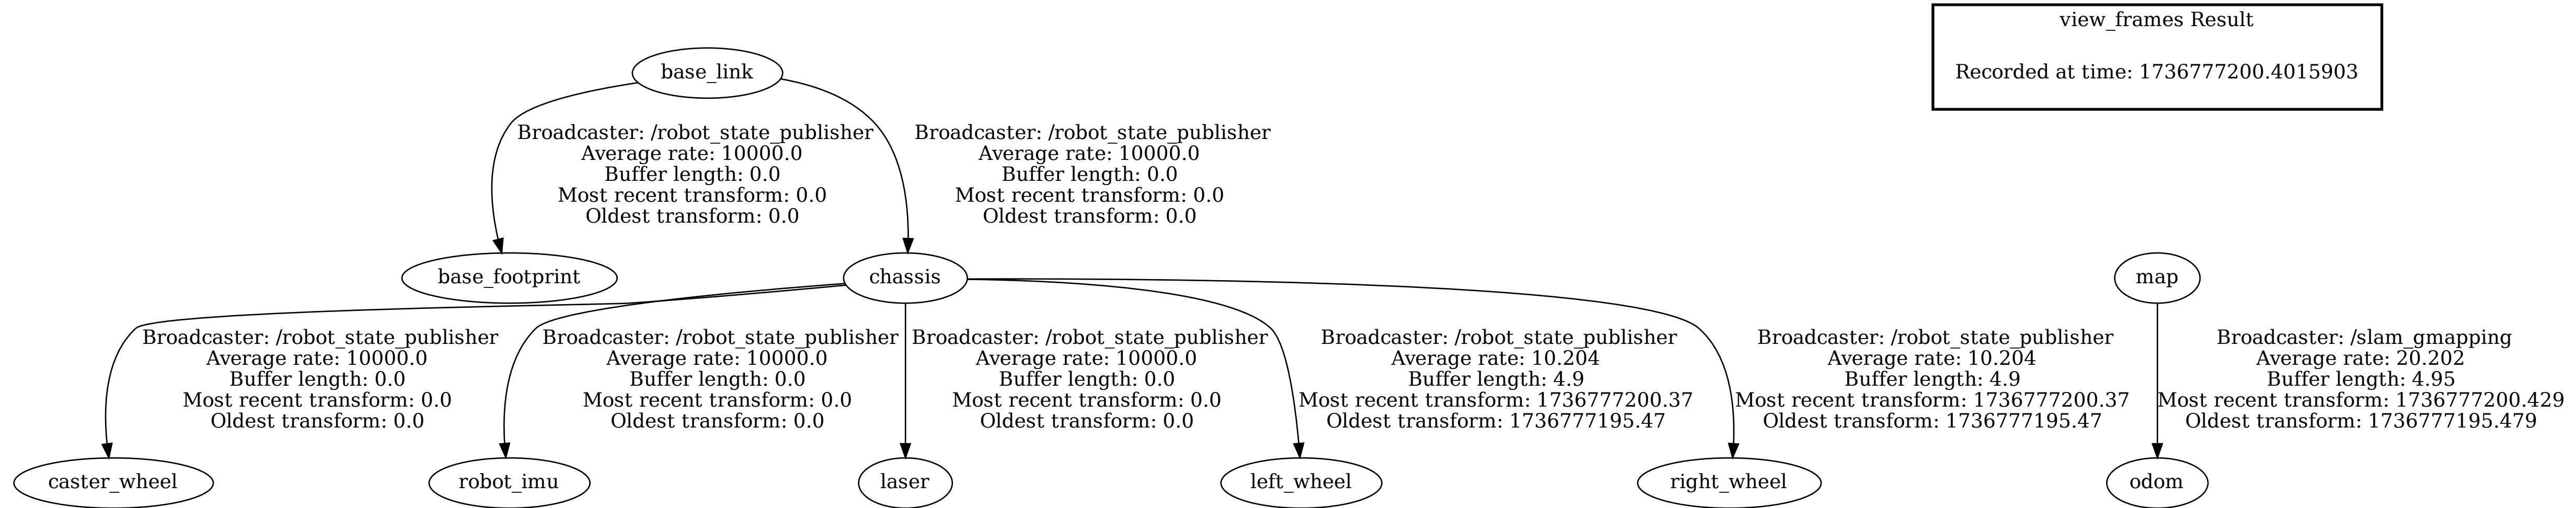 view_frames Result
Recorded at time: 1736777200.4015903
base_link
Broadcaster: /robot_state_publisher
Average rate: 10000.0
Buffer length: 0.0
Most recent transform: 0.0
Oldest transform: 0.0
Broadcaster: /robot_state_publisher
Average rate: 10000.0
Buffer length: 0.0
Most recent transform: 0.0
Oldest transform: 0.0
base_footprint
chassis
map
Broadcaster: /robot_state_publisher
Average rate: 10000.0
Buffer length: 0.0
Most recent transform: 0.0
Oldest transform: 0.0
Broadcaster: /robot_state_publisher
Average rate: 10000.0
Buffer length: 0.0
Most recent transform: 0.0
Oldest transform: 0.0
Broadcaster: /robot_state_publisher
Average rate: 10000.0
Buffer length: 0.0
Most recent transform: 0.0
Oldest transform: 0.0
Broadcaster: /robot_state_publisher
Average rate: 10.204
Buffer length: 4.9
Most recent transform: 1736777200.37
Oldest transform: 1736777195.47
Broadcaster: /robot_state_publisher
Average rate: 10.204
Buffer length: 4.9
Most recent transform: 1736777200.37
Oldest transform: 1736777195.47
Broadcaster: /slam_gmapping
Average rate: 20.202
Buffer length: 4.95
Most recent transform: 1736777200.429
Oldest transform: 1736777195.479
caster_wheel
robot_imu
laser
left_wheel
right_wheel
odom